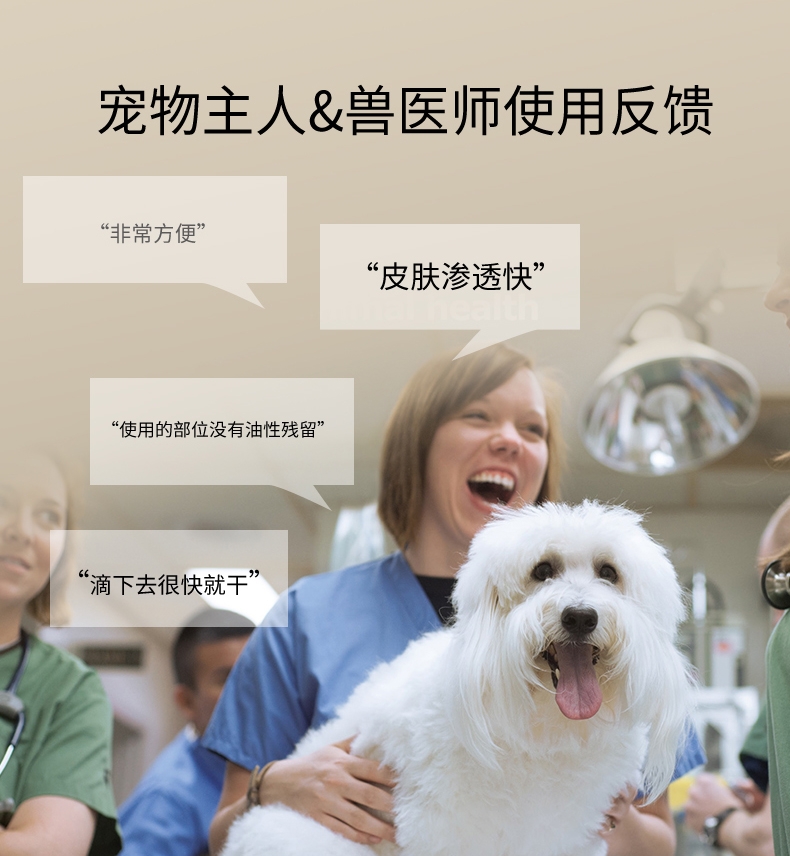 宠物主人&兽医师使用反馈
“非常方便”
“皮肤渗透快”
health
“使用的部位没有油性残留”
“滴下去很快就干”